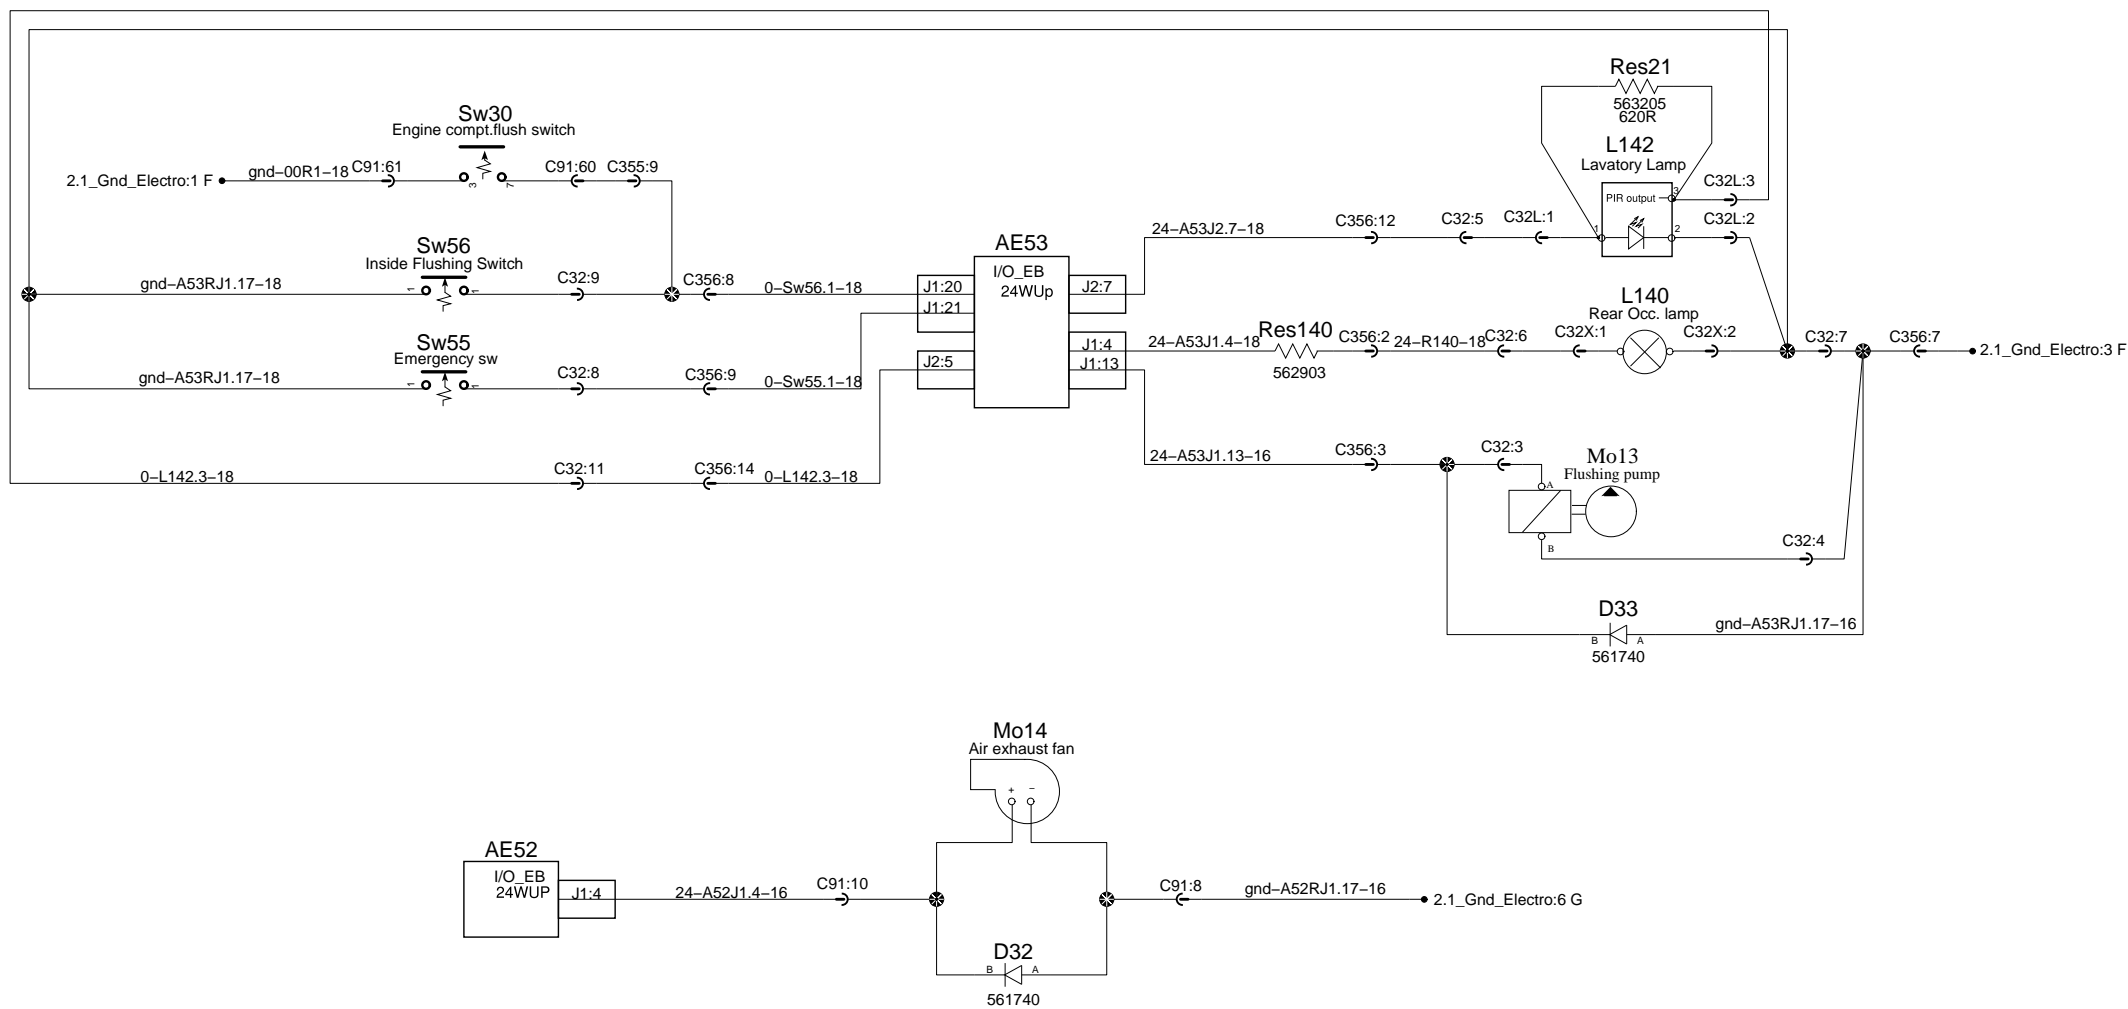 Res21
563205
620R
Sw30
Engine compt.flush switch
L142
Lavatory Lamp
2.1_Gnd_Electro:1 F
gnd–00R1–18
C91:61
3
7
C91:60
C355:9
PIR output
3
C32L:3
C32L:2
1
2
24–A53J2.7–18
C356:12
C32:5
C32L:1
Sw56
Inside Flushing Switch
gnd–A53RJ1.17–18
1
1
C32:9
C356:8
0–Sw56.1–18
AE53
I/O_EB
24WUp
J1:20
J1:21
J2:5
J2:7
J1:4
J1:13
L140
Rear Occ. lamp
24–A53J1.4–18
Res140
562903
C356:2
24–R140–18
C32:6
C32X:1
C32X:2
C32:7
C356:7
2.1_Gnd_Electro:3 F
Sw55
Emergency sw
gnd–A53RJ1.17–18
1
1
C32:8
C356:9
0–Sw55.1–18
24–A53J1.13–16
C356:3
C32:3
Mo13
Flushing pump
A
B
C32:4
0–L142.3–18
C32:11
C356:14
0–L142.3–18
D33
B
A
561740
gnd–A53RJ1.17–16
Mo14
Air exhaust fan
+
–
AE52
I/O_EB
24WUP
J1:4
24–A52J1.4–16
C91:10
C91:8
gnd–A52RJ1.17–16
2.1_Gnd_Electro:6 G
D32
B
A
561740